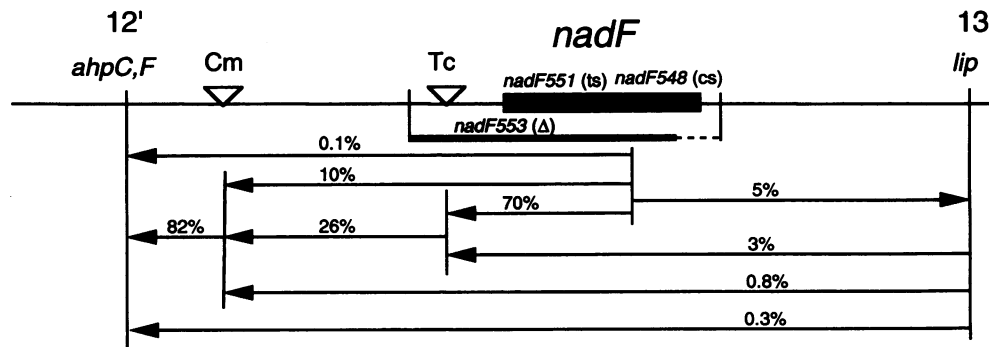 12' nadF 13
ahpC,F Cm Tc lip
nadF551 (ts) nadF548 (cs)
nadF553 (Δ)
0.1%
10%
5%
70%
82% 26%
3%
0.8%
0.3%